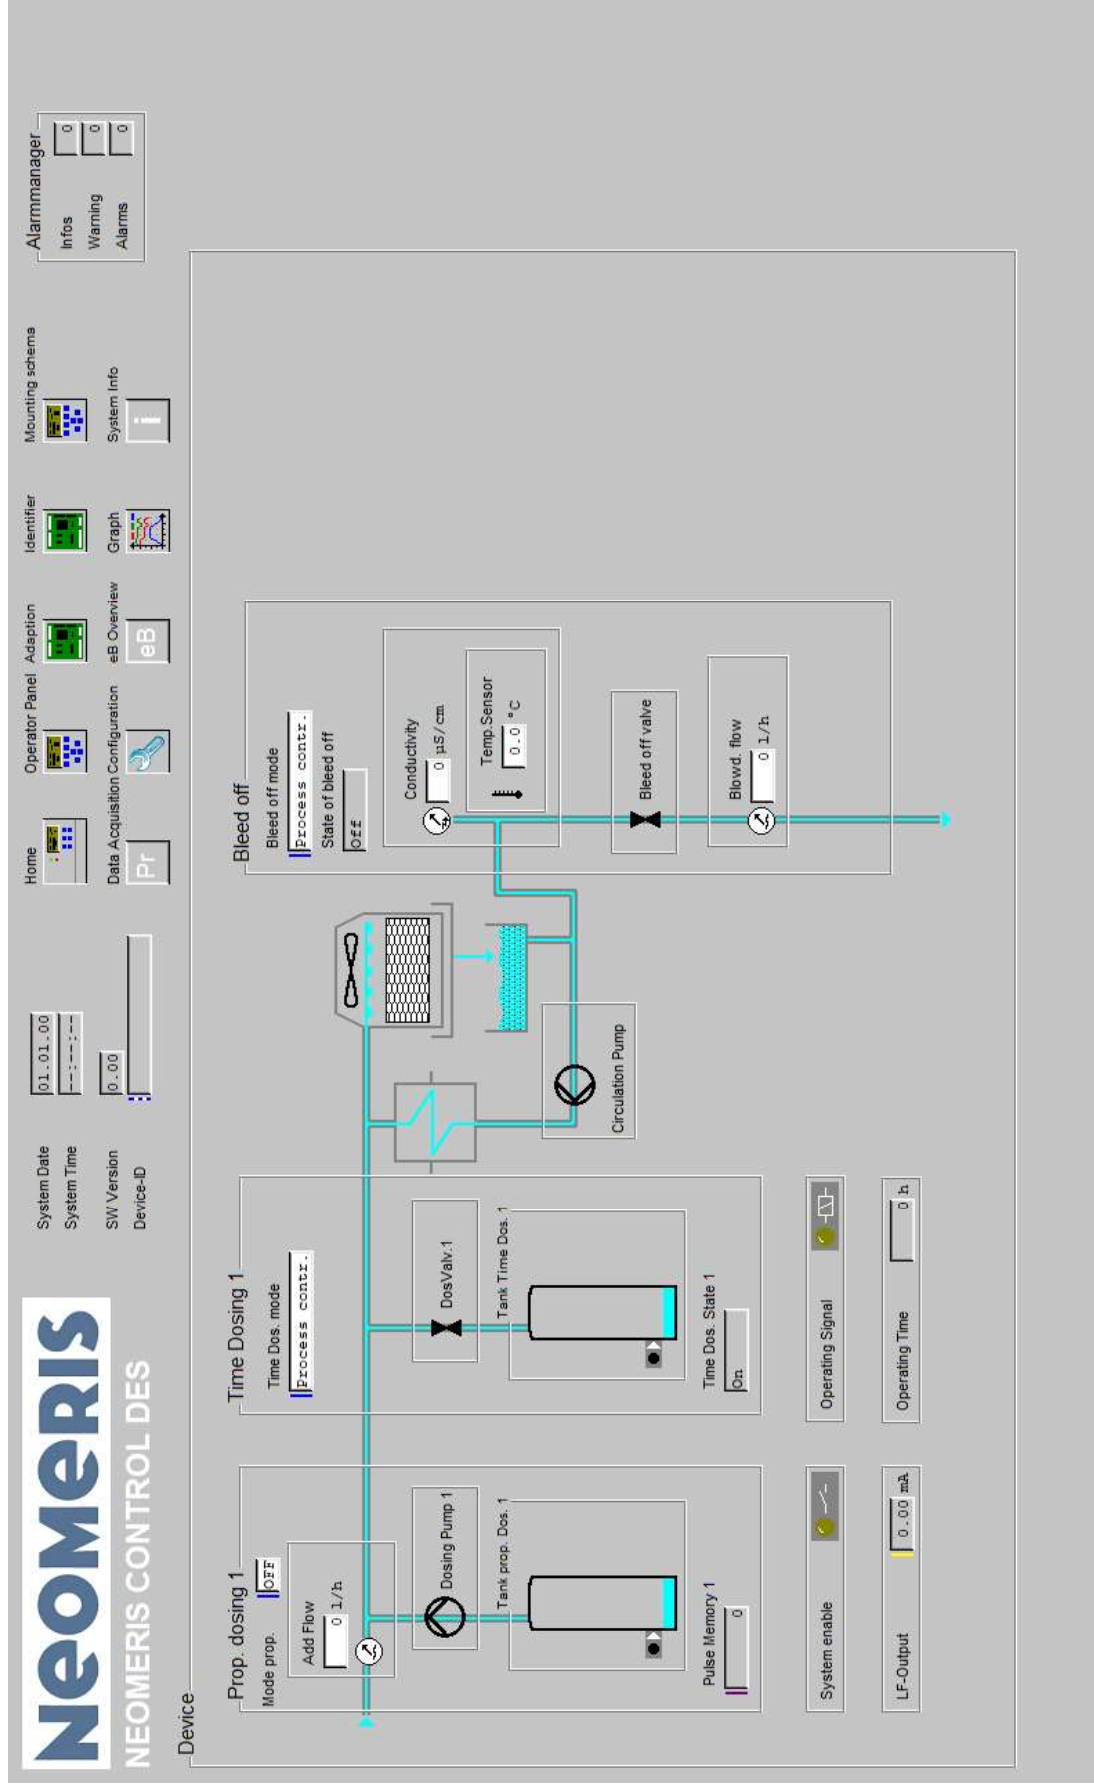 NeoMeRIS
NEOMERIS CONTROL DES
System Date 01.01.00
System Time --:--:--
SW Version 0.00
Device-ID
Home
Operator Panel
Adaption
Identifier
Mounting schema
Data Acquisition
Pr
Configuration
eB Overview
eB
Graph
System Info
i
Alarmmanager
Infos 0
Warning 0
Alarms 0
Device
Prop. dosing 1
Mode prop. OFF
Add Flow
0 l/h
Dosing Pump 1
Tank prop. Dos. 1
Pulse Memory 1
0
Time Dosing 1
Time Dos. mode
Process contr.
DosValv.1
Tank Time Dos. 1
Time Dos. State 1
On
Circulation Pump
Bleed off
Bleed off mode
Process contr.
State of bleed off
Off
Conductivity
0 µS/cm
Temp.Sensor
0.0 °C
Bleed off valve
Blowd. flow
0 l/h
System enable
Operating Signal
LF-Output 0.00 mA
Operating Time 0 h